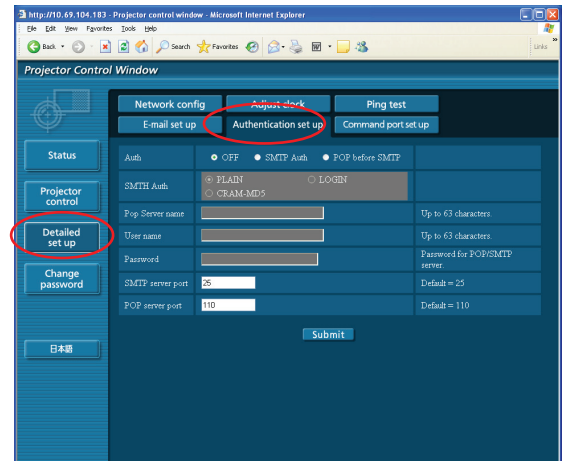 http://10.69.104.183 - Projector control window - Microsoft Internet Explorer
File Edit View Favorites Tools Help
Back Search Favorites Links
Projector Control Window
Network config Adjust clock Ping test
E-mail set up Authentication set up Command port set up
Status
Projector control
Detailed set up
Change password
日本語
Auth OFF SMTP Auth POP before SMTP
SMTH Auth PLAIN LOGIN
CRAM-MD5
Pop Server name Up to 63 characters.
User name Up to 63 characters.
Password Password for POP/SMTP
server.
SMTP server port 25 Default = 25
POP server port 110 Default = 110
Submit